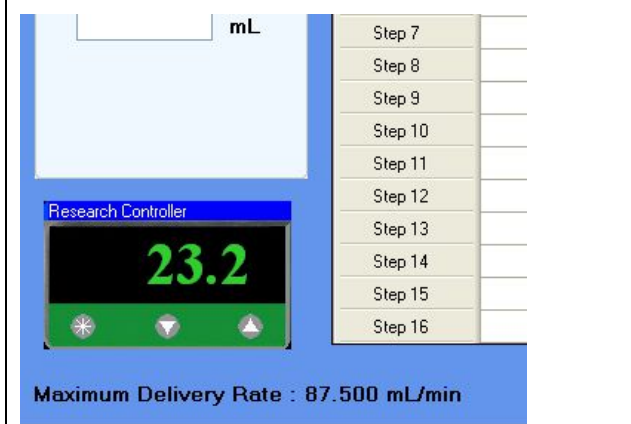 mL
Step 7
Step 8
Step 9
Step 10
Step 11
Step 12
Step 13
Step 14
Step 15
Step 16
Research Controller
23.2
Maximum Delivery Rate : 87.500 mL/min